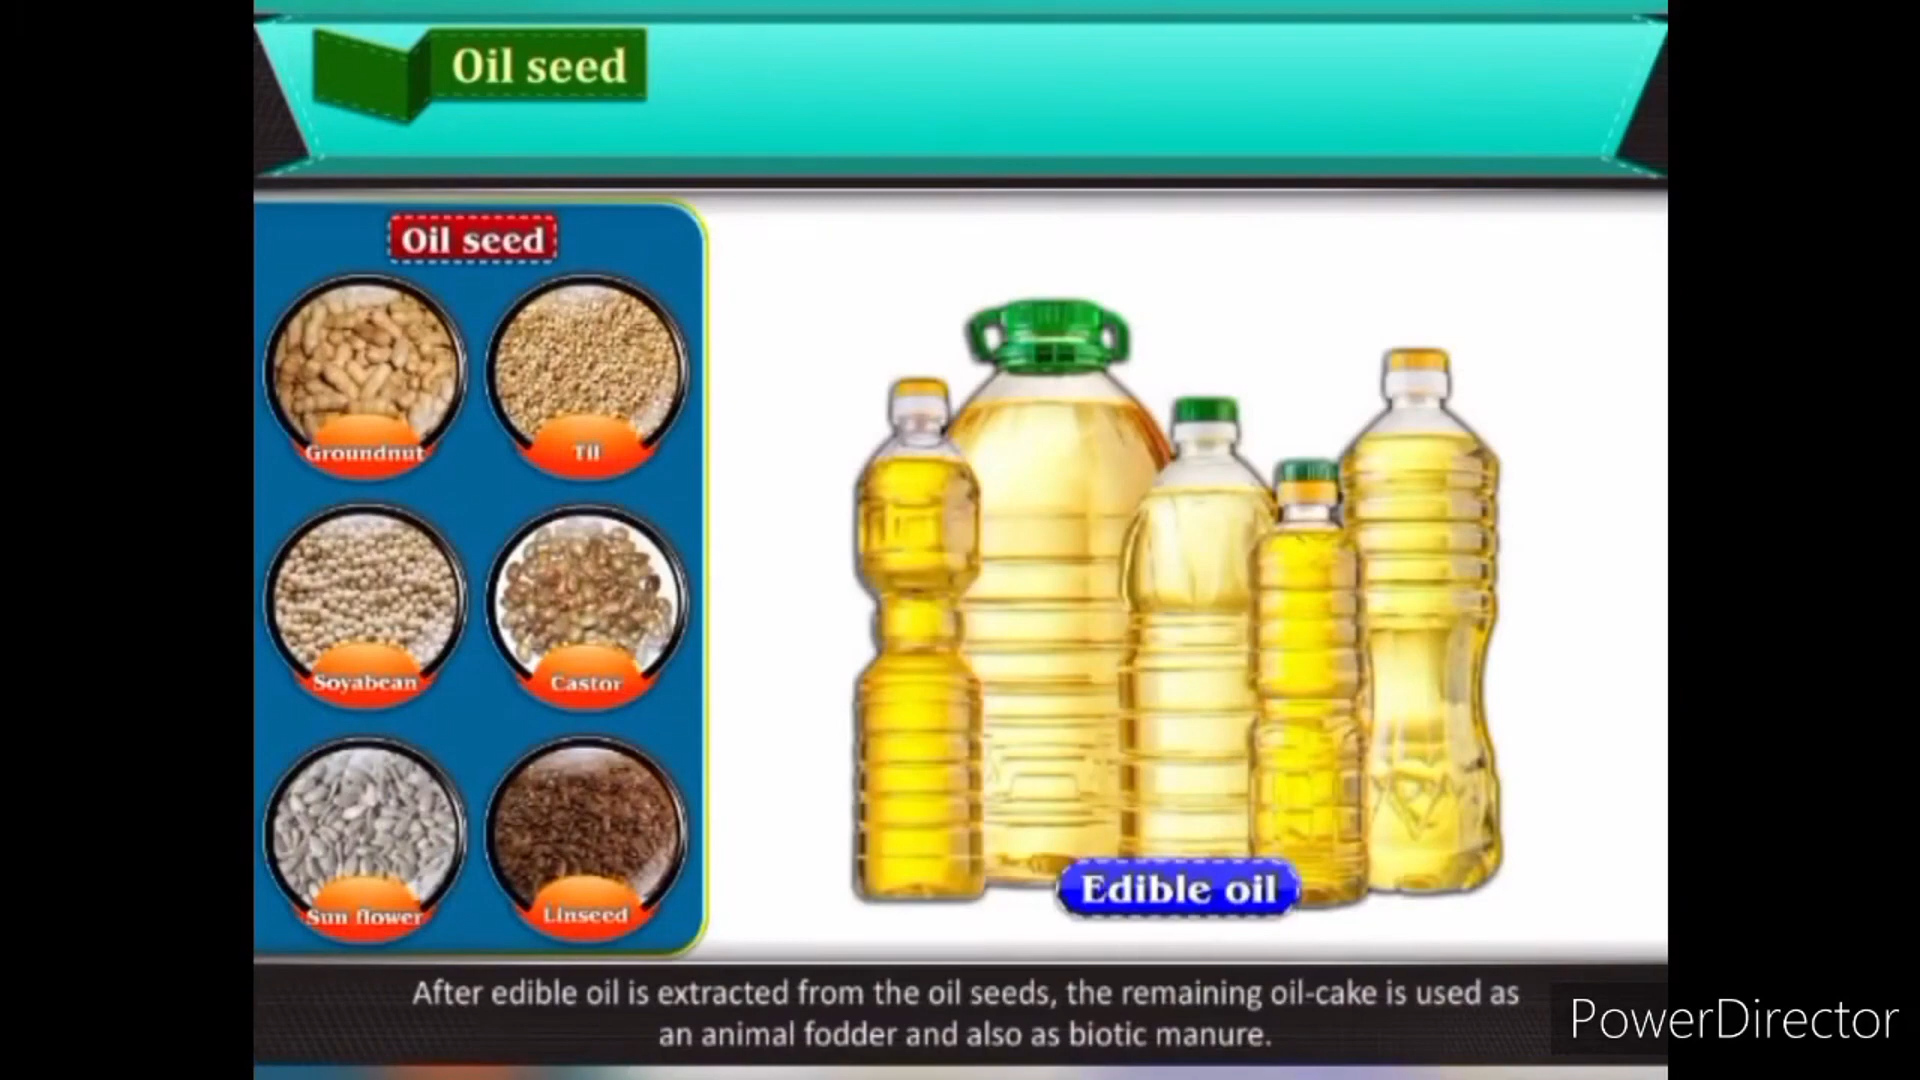 Oil seed
Oil seed
Groundnut
Til
Soyabean
Castor
Sun flower
Linseed
Edible oil
After edible oil is extracted from the oil seeds, the remaining oil-cake is used as
an animal fodder and also as biotic manure.
PowerDirector